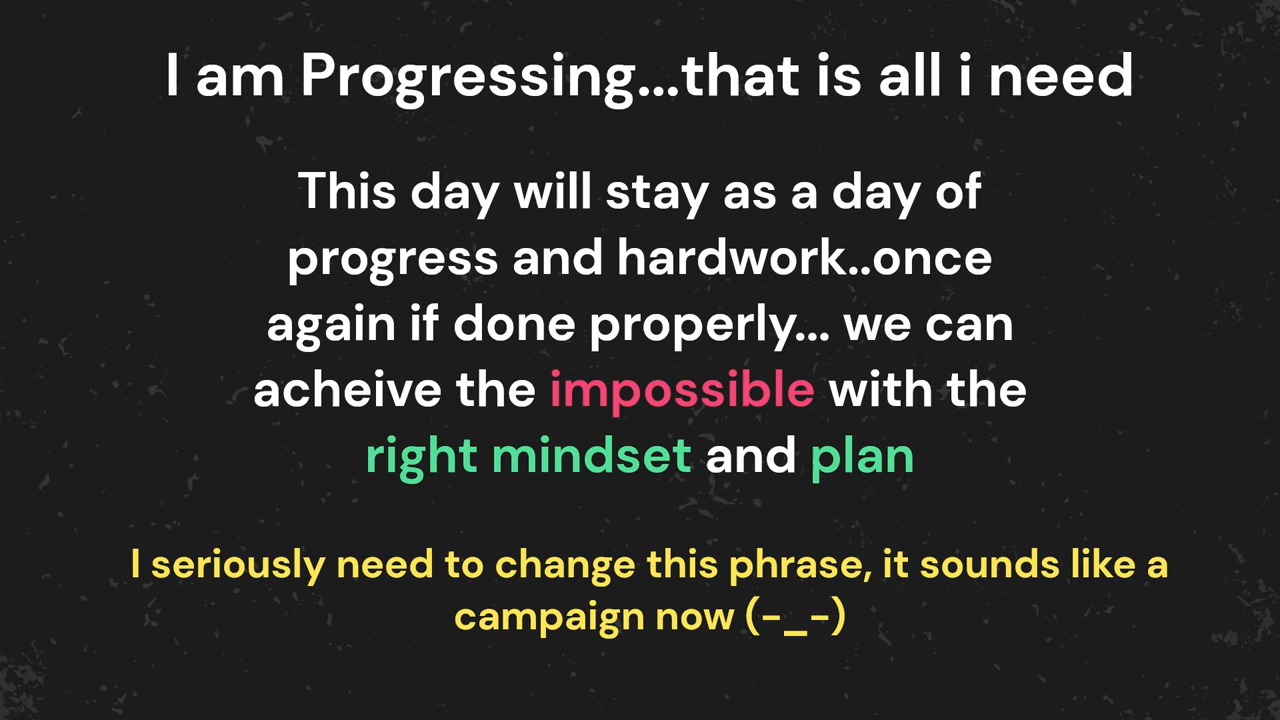 I am Progressing...that is all i need
This day will stay as a day of
progress and hardwork..once
again if done properly... we can
acheive the impossible with the
right mindset and plan
I seriously need to change this phrase, it sounds like a
campaign now (-_-)